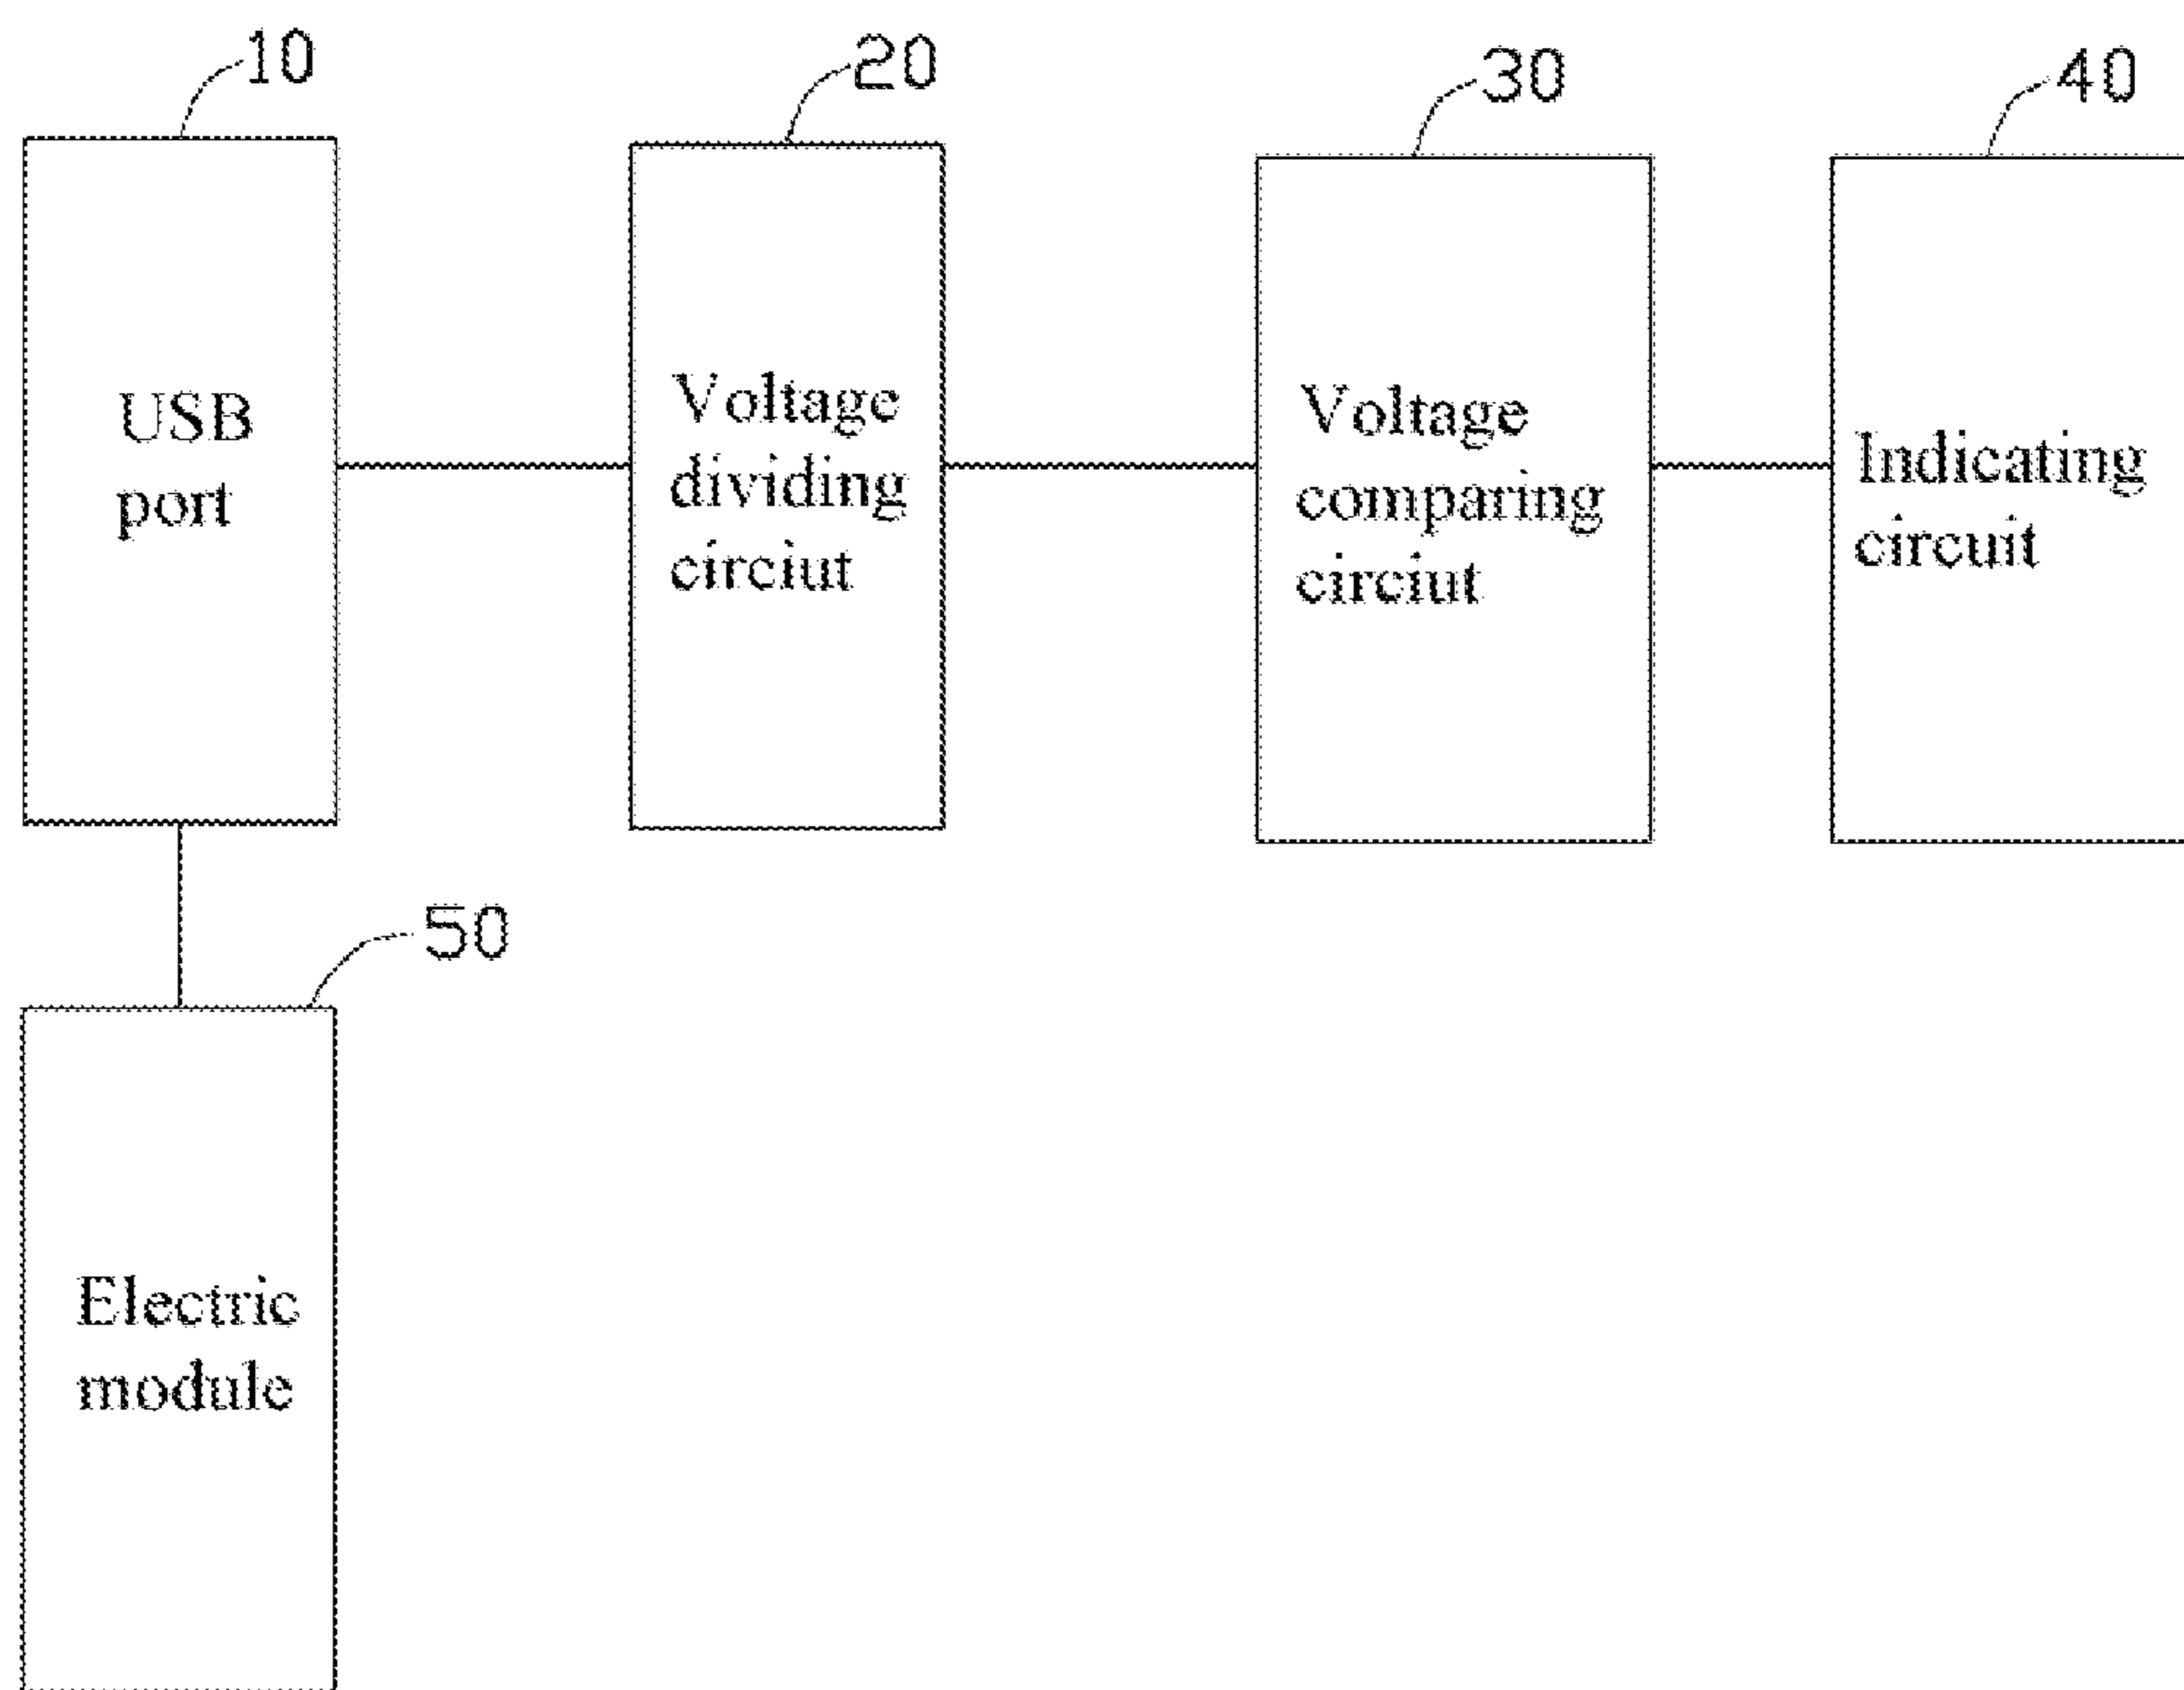 10
20
30
40
USB
port
Voltage
dividing
circiut
Voltage
comparing
circiut
Indicating
circuit
50
Electric
module